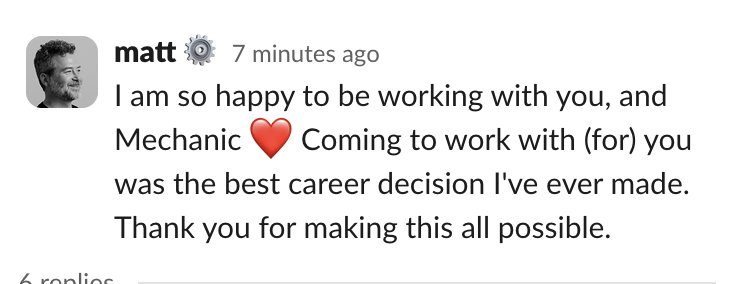 matt ⚙️ 7 minutes ago
I am so happy to be working with you, and
Mechanic ❤️ Coming to work with (for) you
was the best career decision I've ever made.
Thank you for making this all possible.
6 replies